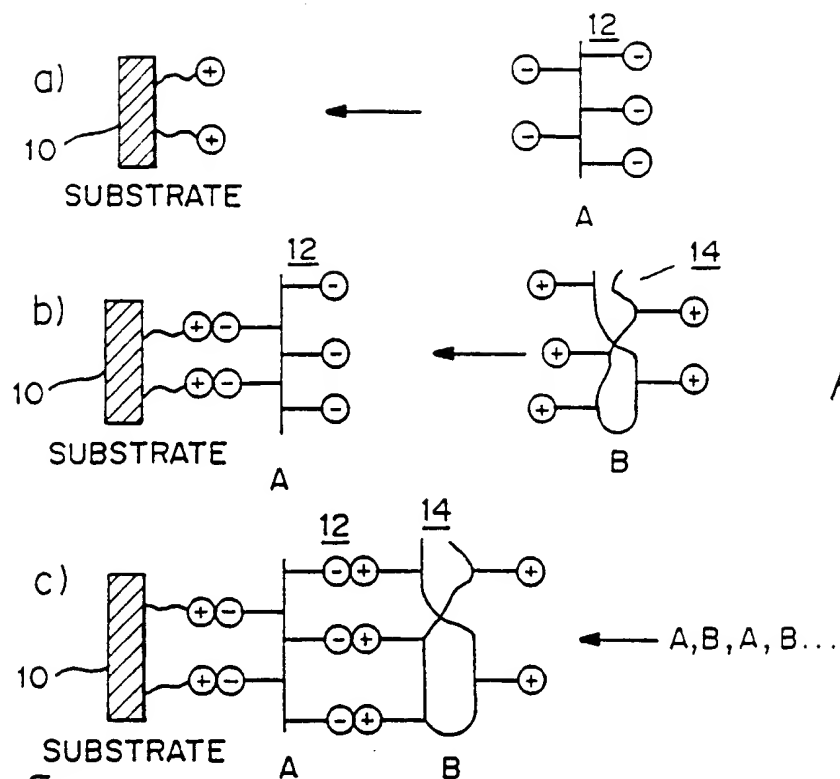 a)
12
⊕
⊖
⊖
⊕
⊖
⊖
⊖
10
SUBSTRATE
A
b)
12
14
⊖
⊕
⊕
⊕⊖
⊖
⊕
⊕⊖
⊕
10
⊖
⊕
SUBSTRATE
A
B
c)
12
14
⊖⊕
⊕
⊕⊖
⊖⊕
A, B, A, B...
⊕⊖
⊕
10
⊖⊕
SUBSTRATE
A
B